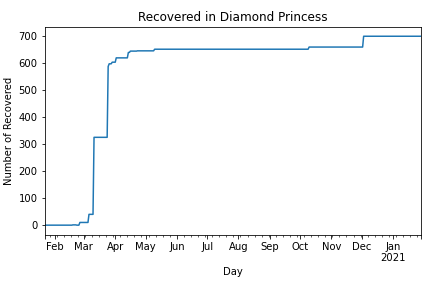 Recovered in Diamond Princess
Number of Recovered
700
600
500
400
300
200
100
0
Feb Mar Apr May Jun Jul Aug Sep Oct Nov Dec Jan
2021
Day